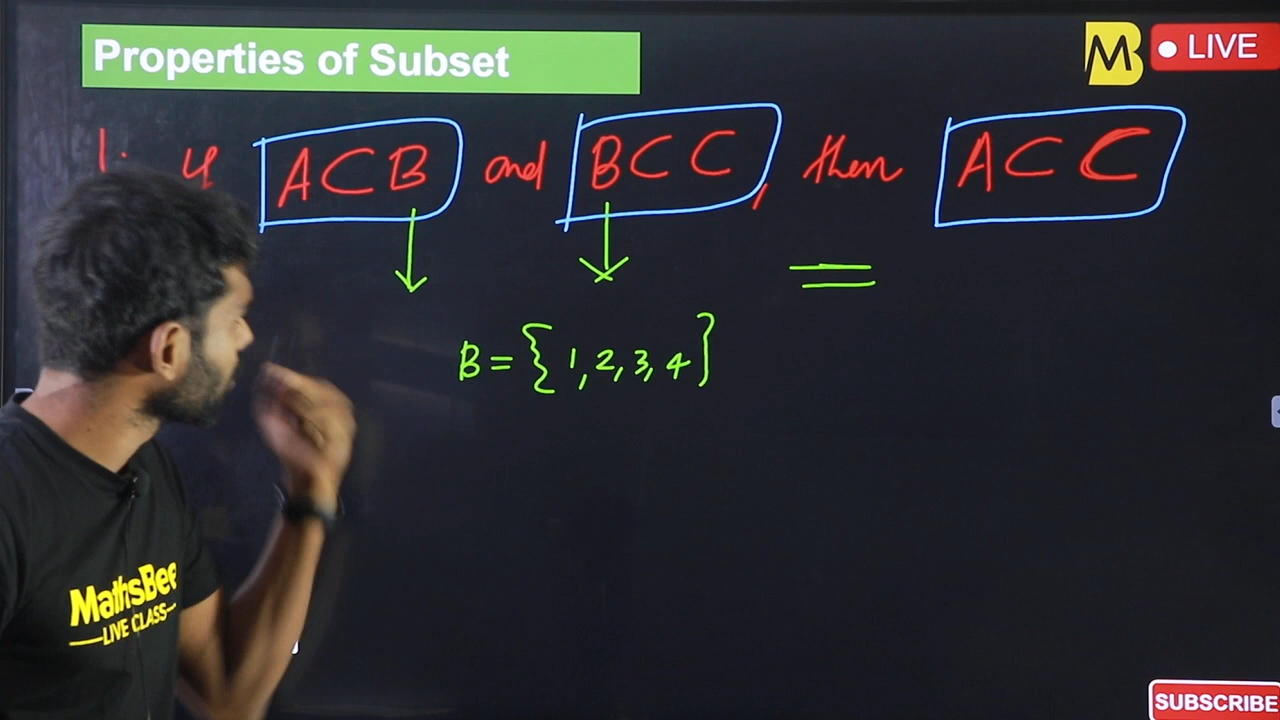 Properties of Subset
M
LIVE
1. If A⊂B and B⊂C, then A⊂C
B = {1,2,3,4}
MathsBee
LIVE CLASS
SUBSCRIBE